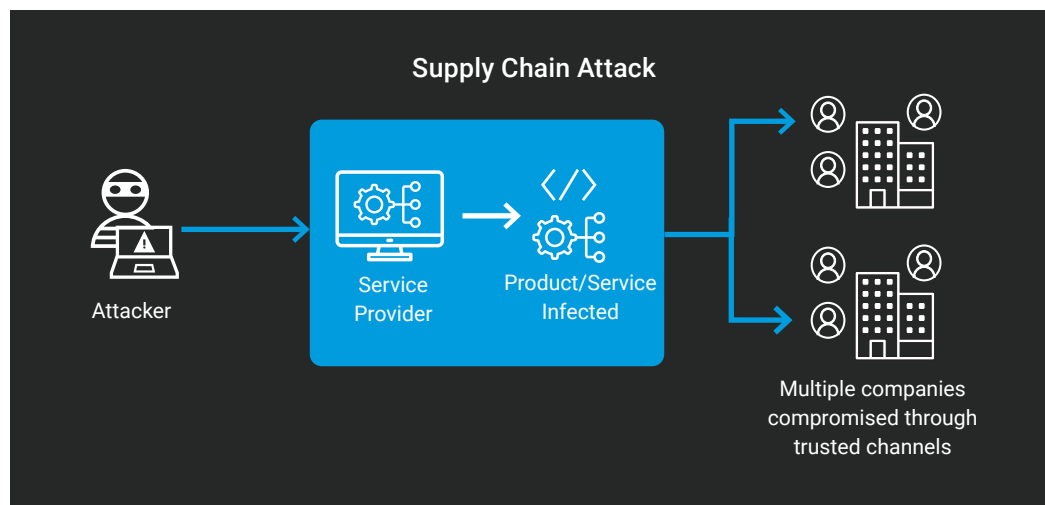 Supply Chain Attack
Attacker
Service
Provider
</>
Product/Service
Infected
Multiple companies
compromised through
trusted channels